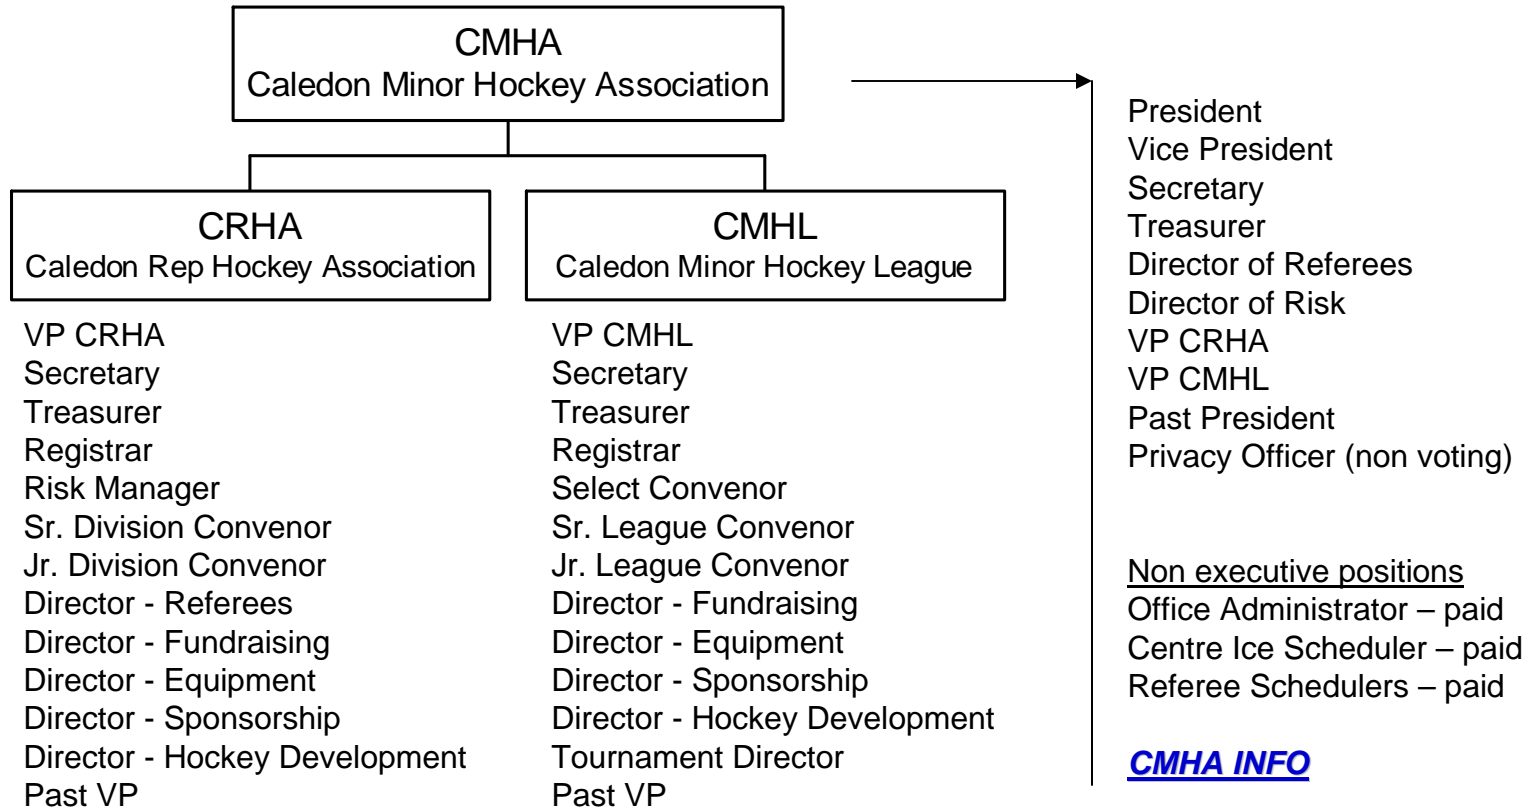 CMHA
Caledon Minor Hockey Association
CRHA
Caledon Rep Hockey Association
VP CRHA
Secretary
Treasurer
Registrar
Risk Manager
Sr. Division Convenor
Jr. Division Convenor
Director - Referees
Director - Fundraising
Director - Equipment
Director - Sponsorship
Director - Hockey Development
Past VP
CMHL
Caledon Minor Hockey League
VP CMHL
Secretary
Treasurer
Registrar
Select Convenor
Sr. League Convenor
Jr. League Convenor
Director - Fundraising
Director - Equipment
Director - Sponsorship
Director - Hockey Development
Tournament Director
Past VP
President
Vice President
Secretary
Treasurer
Director of Referees
Director of Risk
VP CRHA
VP CMHL
Past President
Privacy Officer (non voting)
Non executive positions
Office Administrator – paid
Centre Ice Scheduler – paid
Referee Schedulers – paid
CMHA INFO